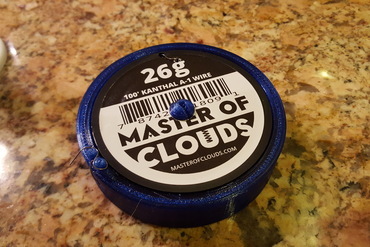 26g
100' KANTHAL A-1 WIRE
MASTER OF
CLOUDS
MASTEROFCLOUDS.COM